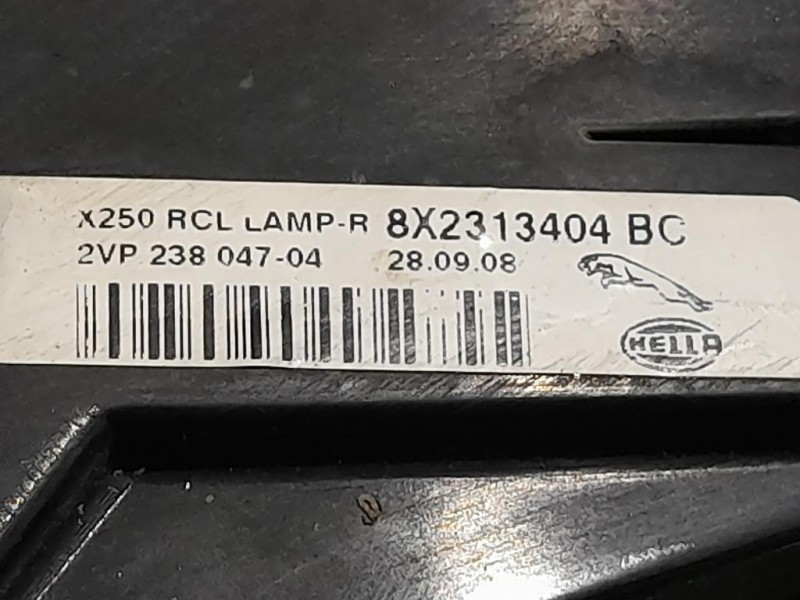 X250 RCL LAMP-R 8X2313404 BC
2VP 238 047-04 28.09.08
HELLA